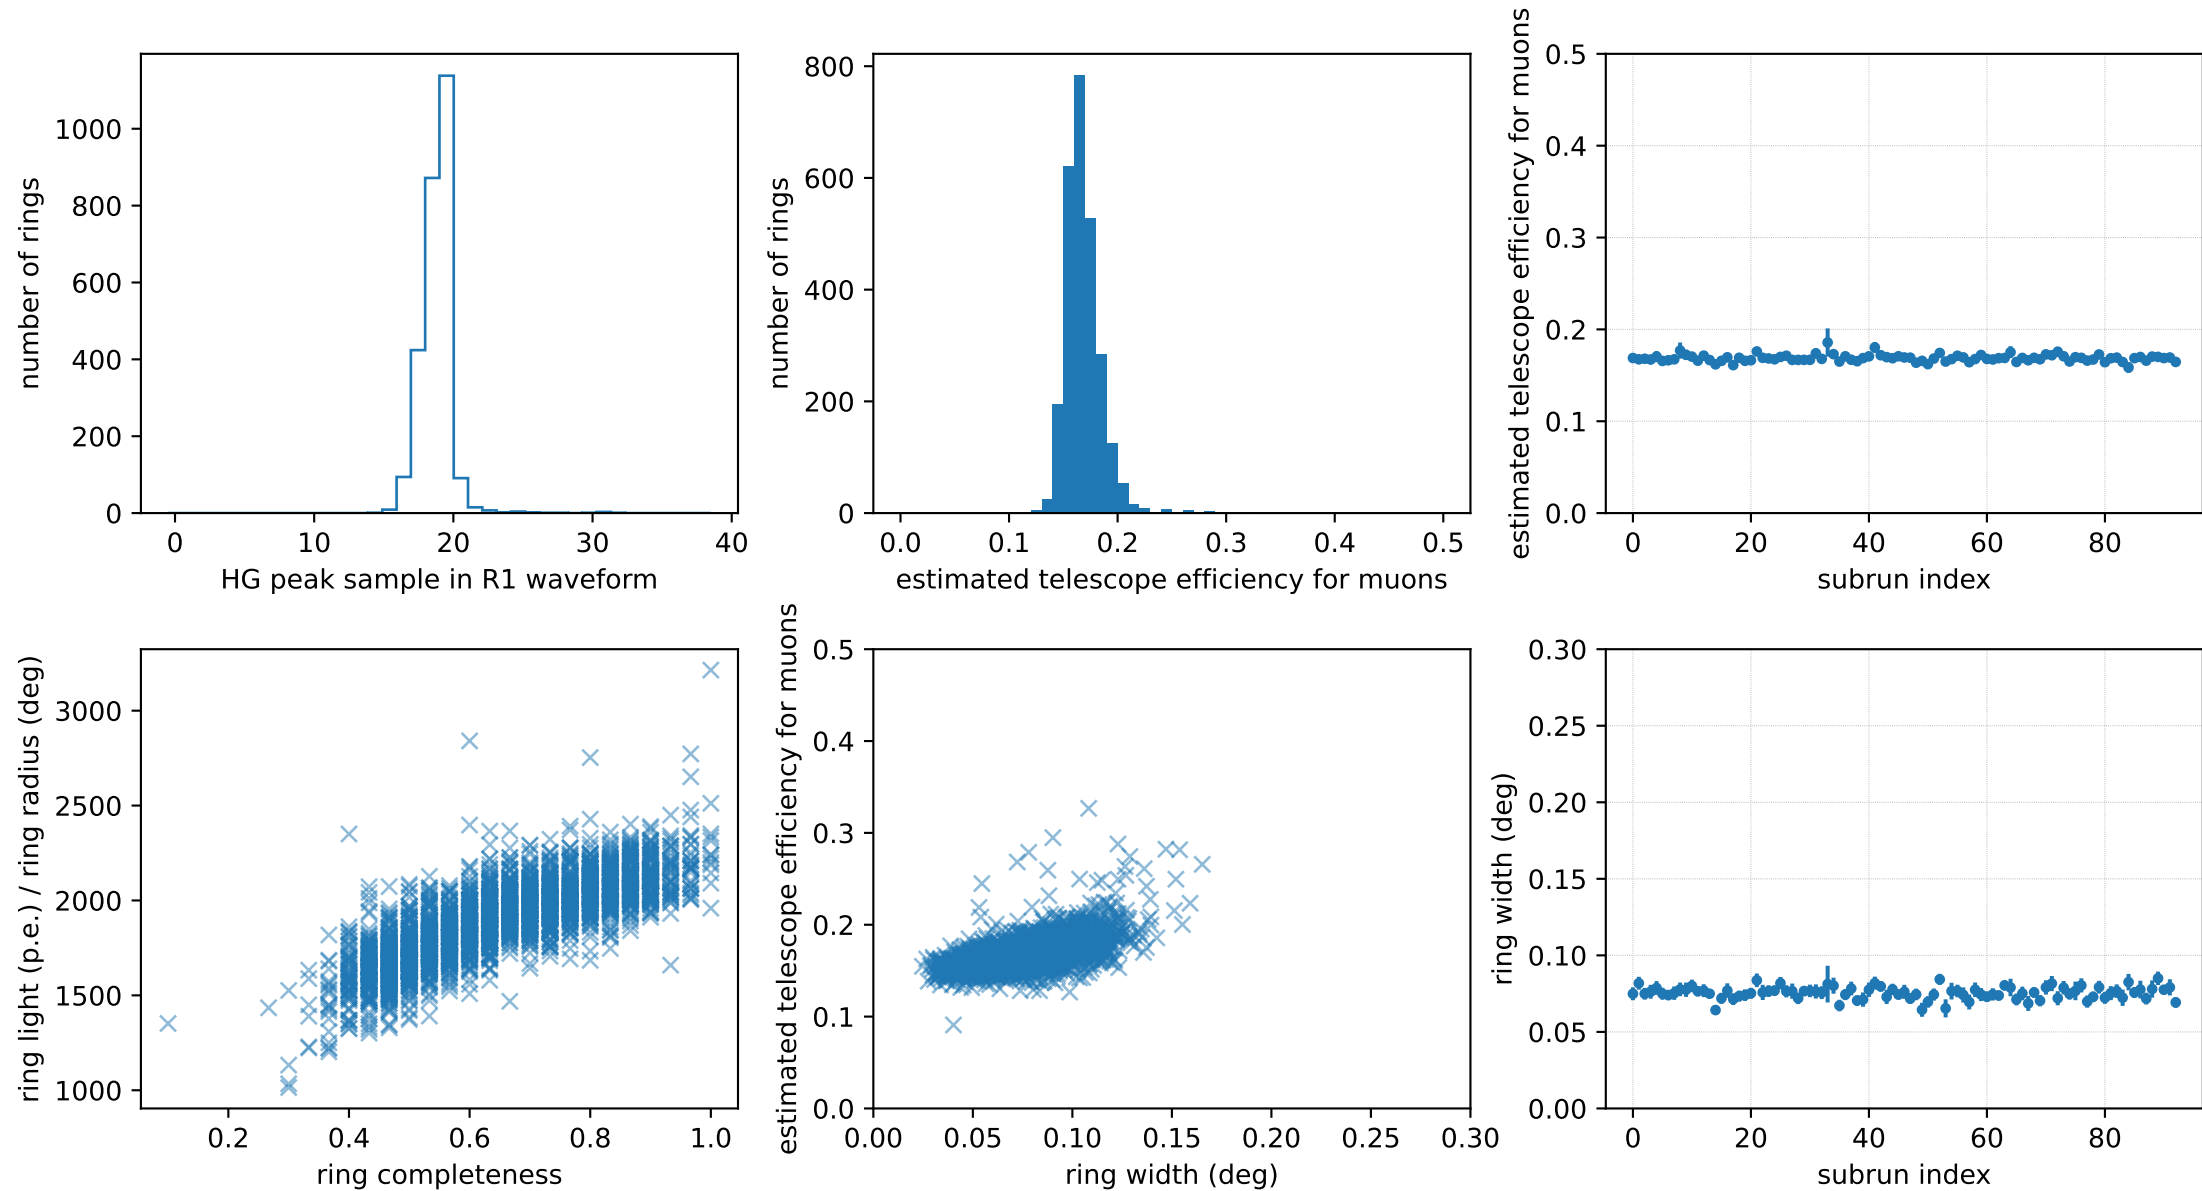 number of rings
1000
800
600
400
200
0
0 10 20 30 40
HG peak sample in R1 waveform
number of rings
800
600
400
200
0
0.0 0.1 0.2 0.3 0.4 0.5
estimated telescope efficiency for muons
estimated telescope efficiency for muons
0.5
0.4
0.3
0.2
0.1
0.0
0 20 40 60 80
subrun index
ring light (p.e.) / ring radius (deg)
3000
2500
2000
1500
1000
0.2 0.4 0.6 0.8 1.0
ring completeness
estimated telescope efficiency for muons
0.5
0.4
0.3
0.2
0.1
0.0
0.00 0.05 0.10 0.15 0.20 0.25 0.30
ring width (deg)
ring width (deg)
0.30
0.25
0.20
0.15
0.10
0.05
0.00
0 20 40 60 80
subrun index